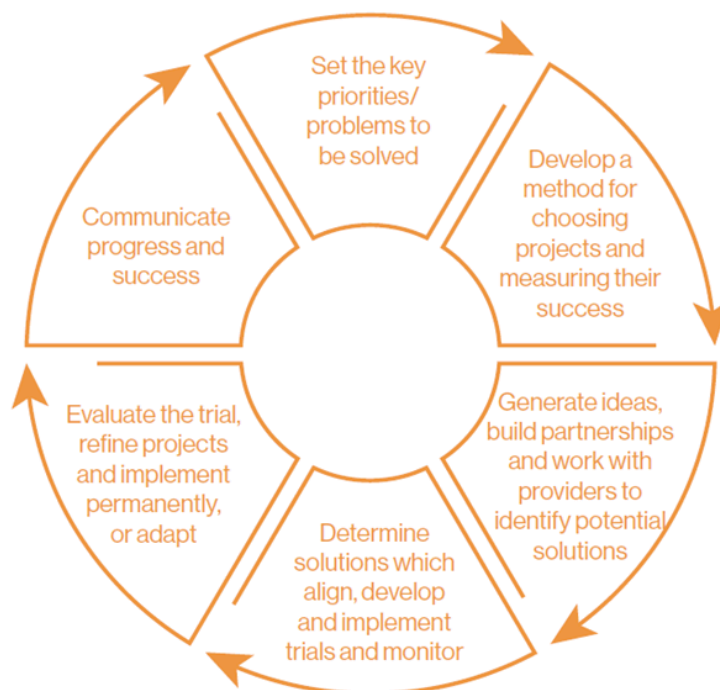 Set the key
priorities/
problems to
be solved
Develop a
method for
choosing
projects and
measuring their
success
Generate ideas,
build partnerships
and work with
providers to
identify potential
solutions
Determine
solutions which
align, develop
and implement
trials and monitor
Evaluate the trial,
refine projects
and implement
permanently,
or adapt
Communicate
progress and
success